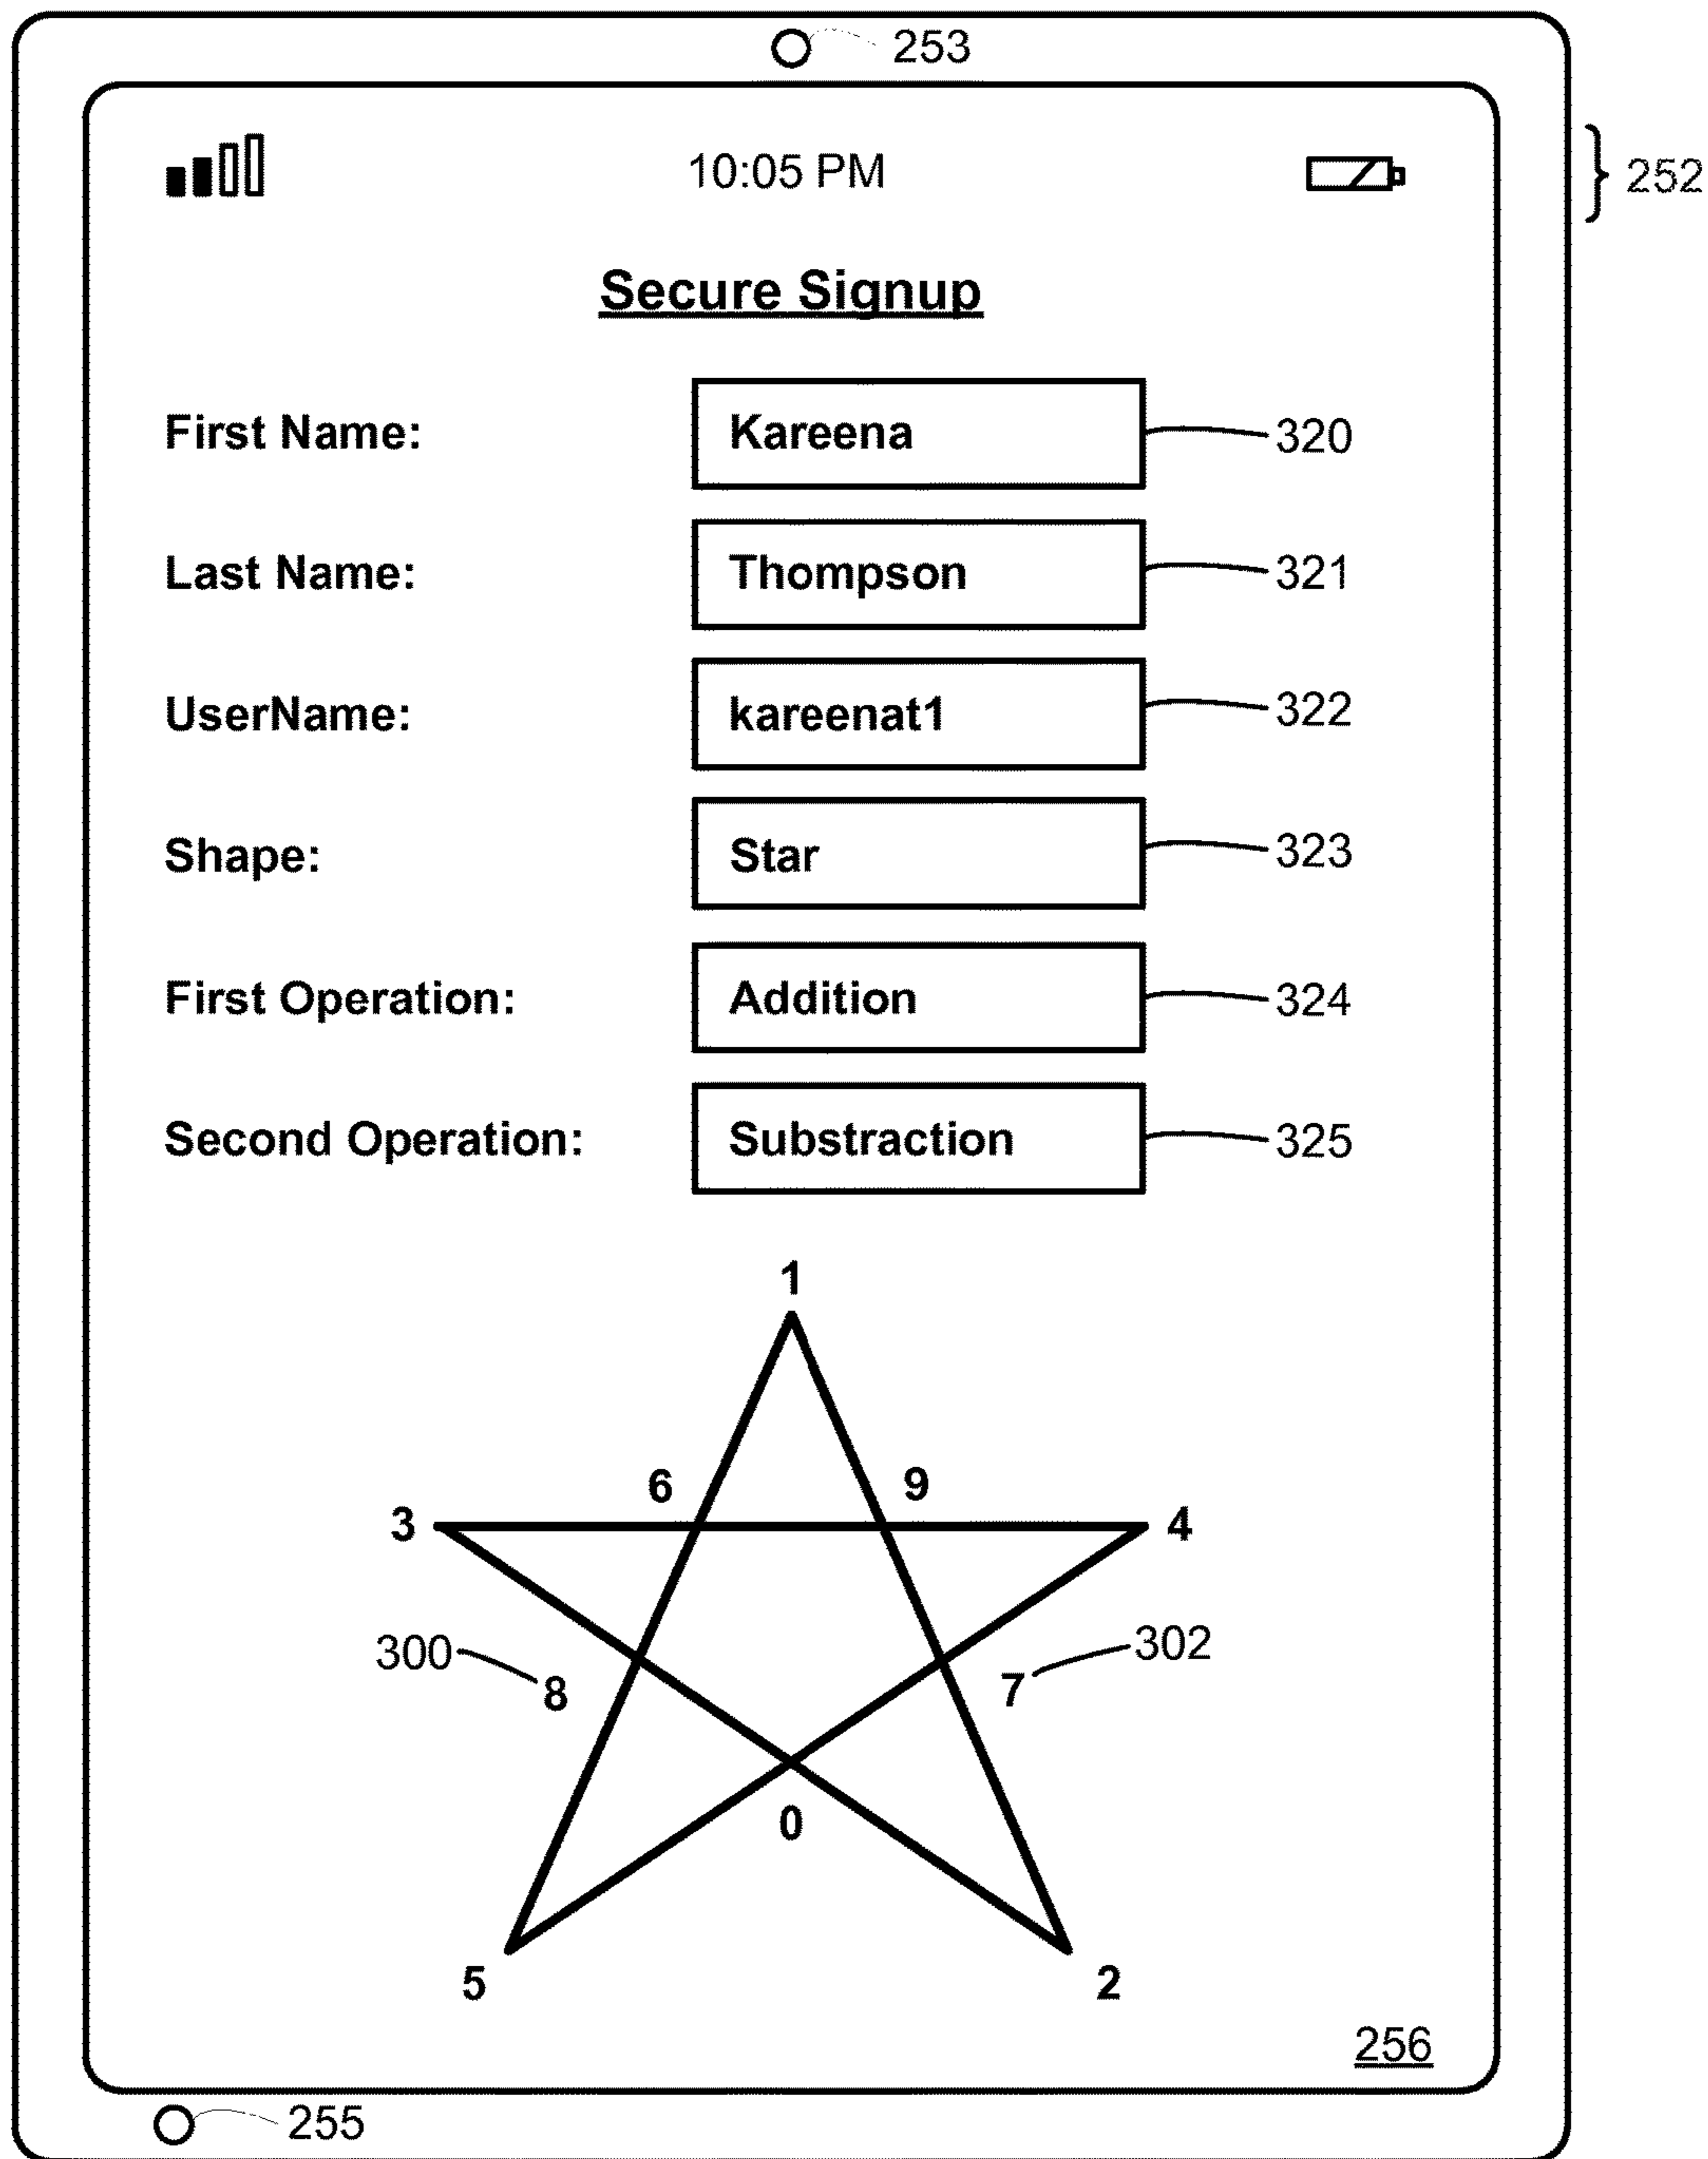 253
10:05 PM 252
Secure Signup
First Name: Kareena 320
Last Name: Thompson 321
UserName: kareenat1 322
Shape: Star 323
First Operation: Addition 324
Second Operation: Substraction 325
1
6 9
3 4
300 302
8 7
0
5 2
256
255